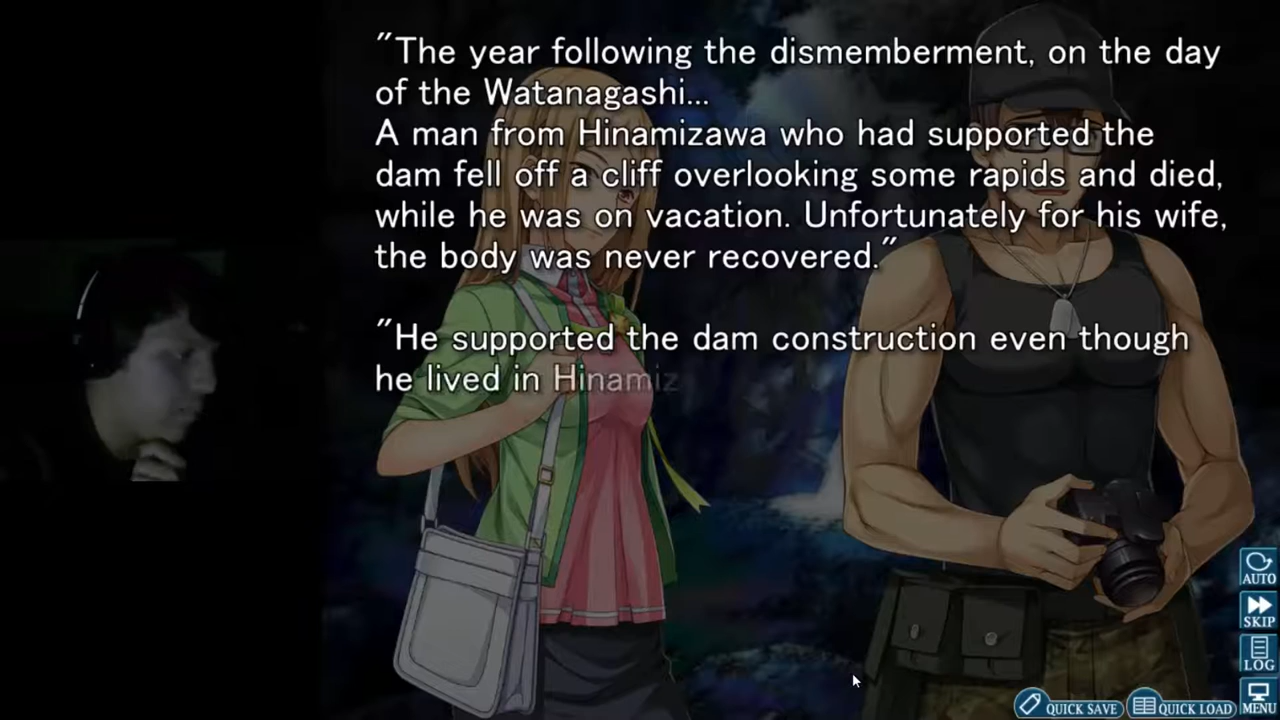 "The year following the dismemberment, on the day
of the Watanagashi...
A man from Hinamizawa who had supported the
dam fell off a cliff overlooking some rapids and died,
while he was on vacation. Unfortunately for his wife,
the body was never recovered."
"He supported the dam construction even though
he lived in Hinamiz
AUTO
SKIP
LOG
MENU
QUICK SAVE
QUICK LOAD